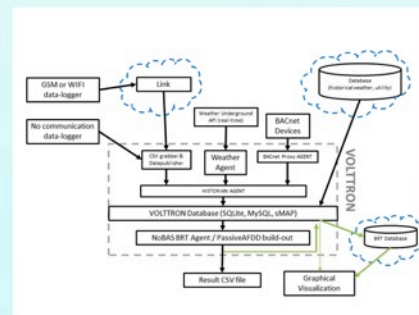 GSM or WIFI
data-logger
Link
Database
(historical weather, utility)
Weather Underground
API (real-time)
BACnet
Devices
No communication
data-logger
CSV grabber &
Datapublisher
Weather
Agent
BACnet Proxy AGENT
VOLTTRON
HISTORIAN AGENT
VOLTTRON Database (SQLite, MySQL, sMAP)
NoBAS BRT Agent / PassiveAFDD build-out
BRT Database
Result CSV file
Graphical
Visualization